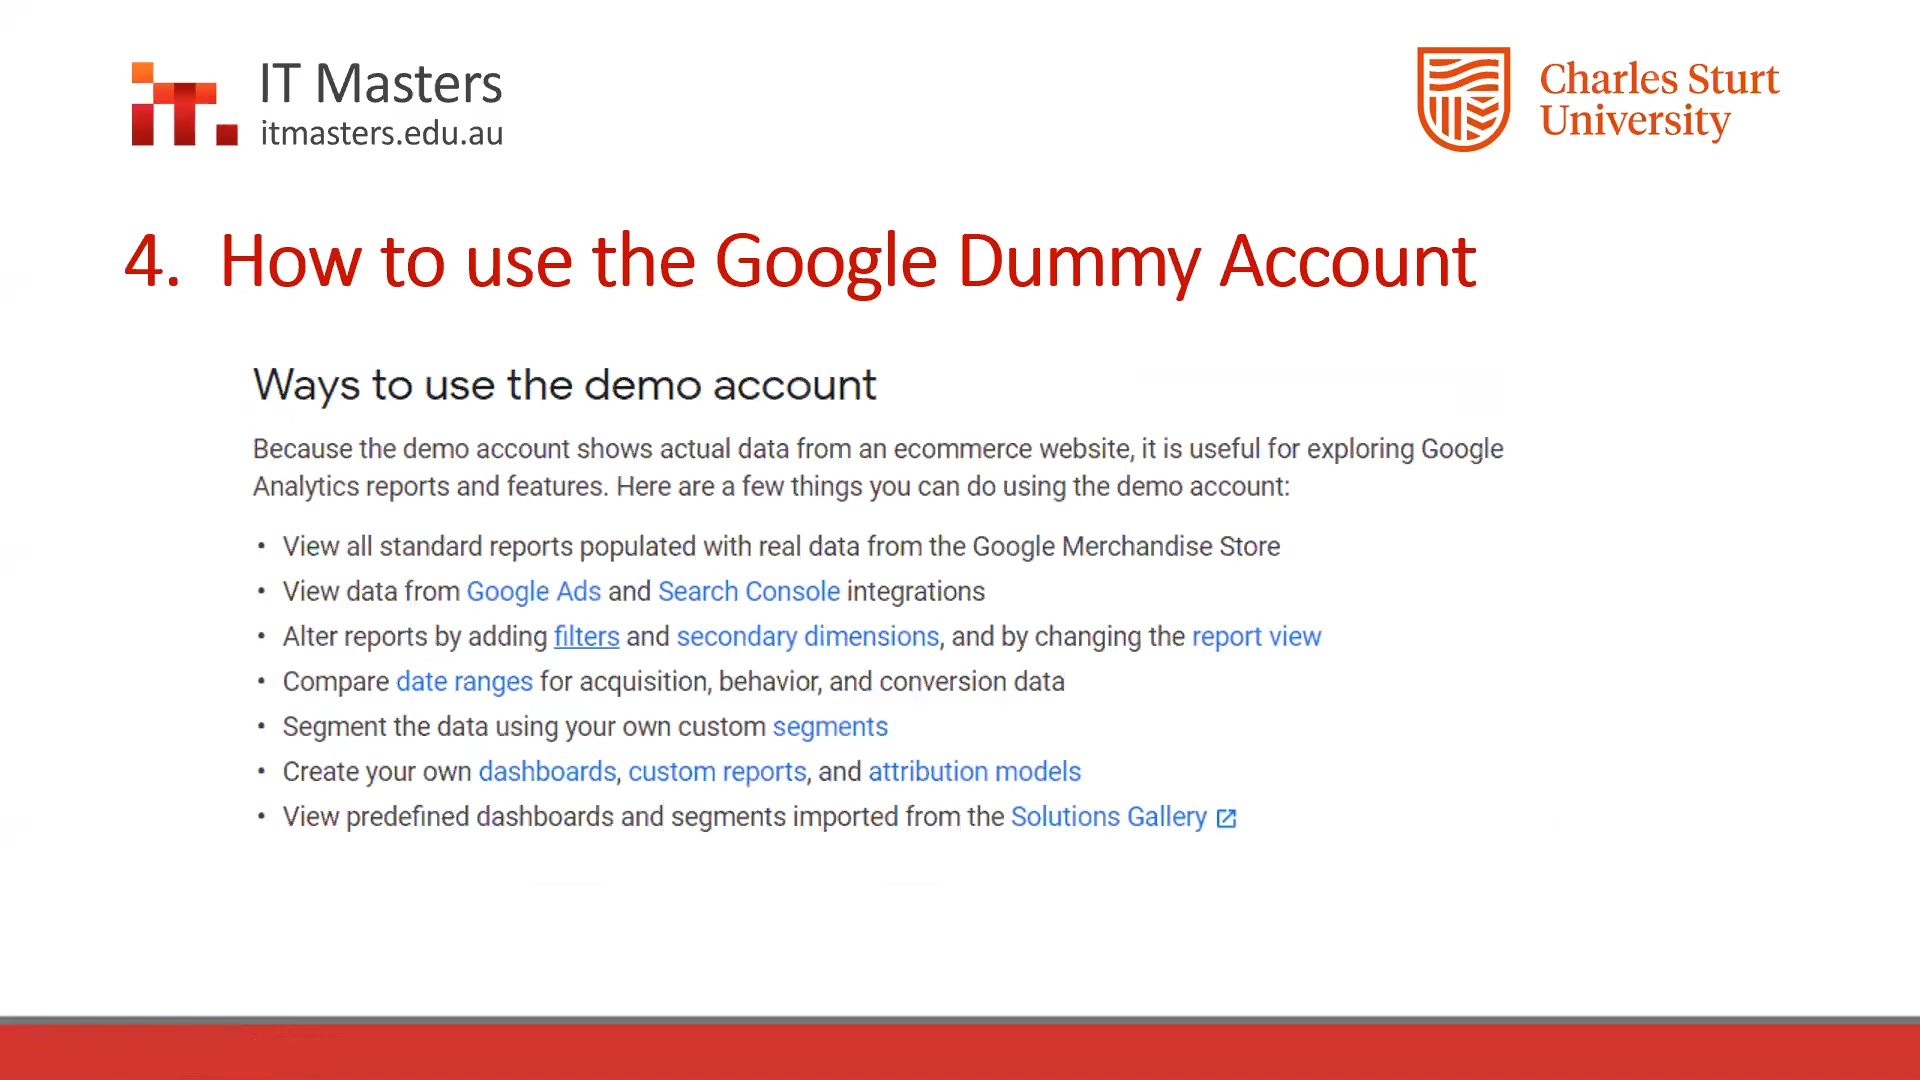 IT Masters
itmasters.edu.au
Charles Sturt
University
4. How to use the Google Dummy Account
Ways to use the demo account
Because the demo account shows actual data from an ecommerce website, it is useful for exploring Google
Analytics reports and features. Here are a few things you can do using the demo account:
• View all standard reports populated with real data from the Google Merchandise Store
• View data from Google Ads and Search Console integrations
• Alter reports by adding filters and secondary dimensions, and by changing the report view
• Compare date ranges for acquisition, behavior, and conversion data
• Segment the data using your own custom segments
• Create your own dashboards, custom reports, and attribution models
• View predefined dashboards and segments imported from the Solutions Gallery